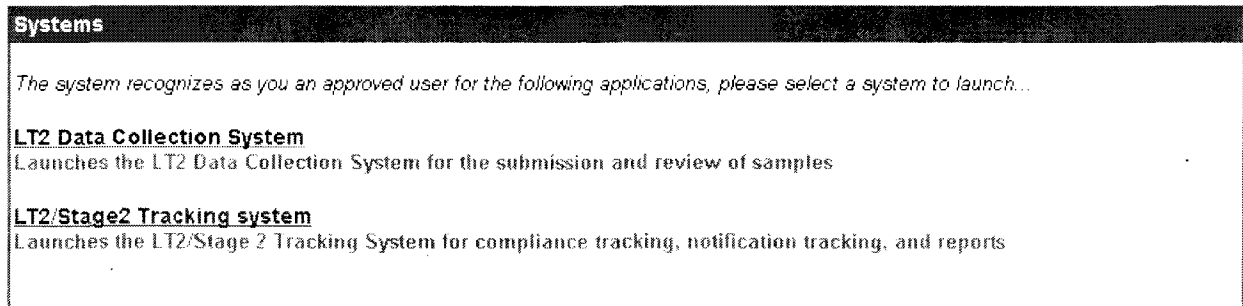 Systems
The system recognizes as you an approved user for the following applications, please select a system to launch...
LT2 Data Collection System
Launches the LT2 Data Collection System for the submission and review of samples
LT2/Stage2 Tracking system
Launches the LT2/Stage 2 Tracking System for compliance tracking, notification tracking, and reports